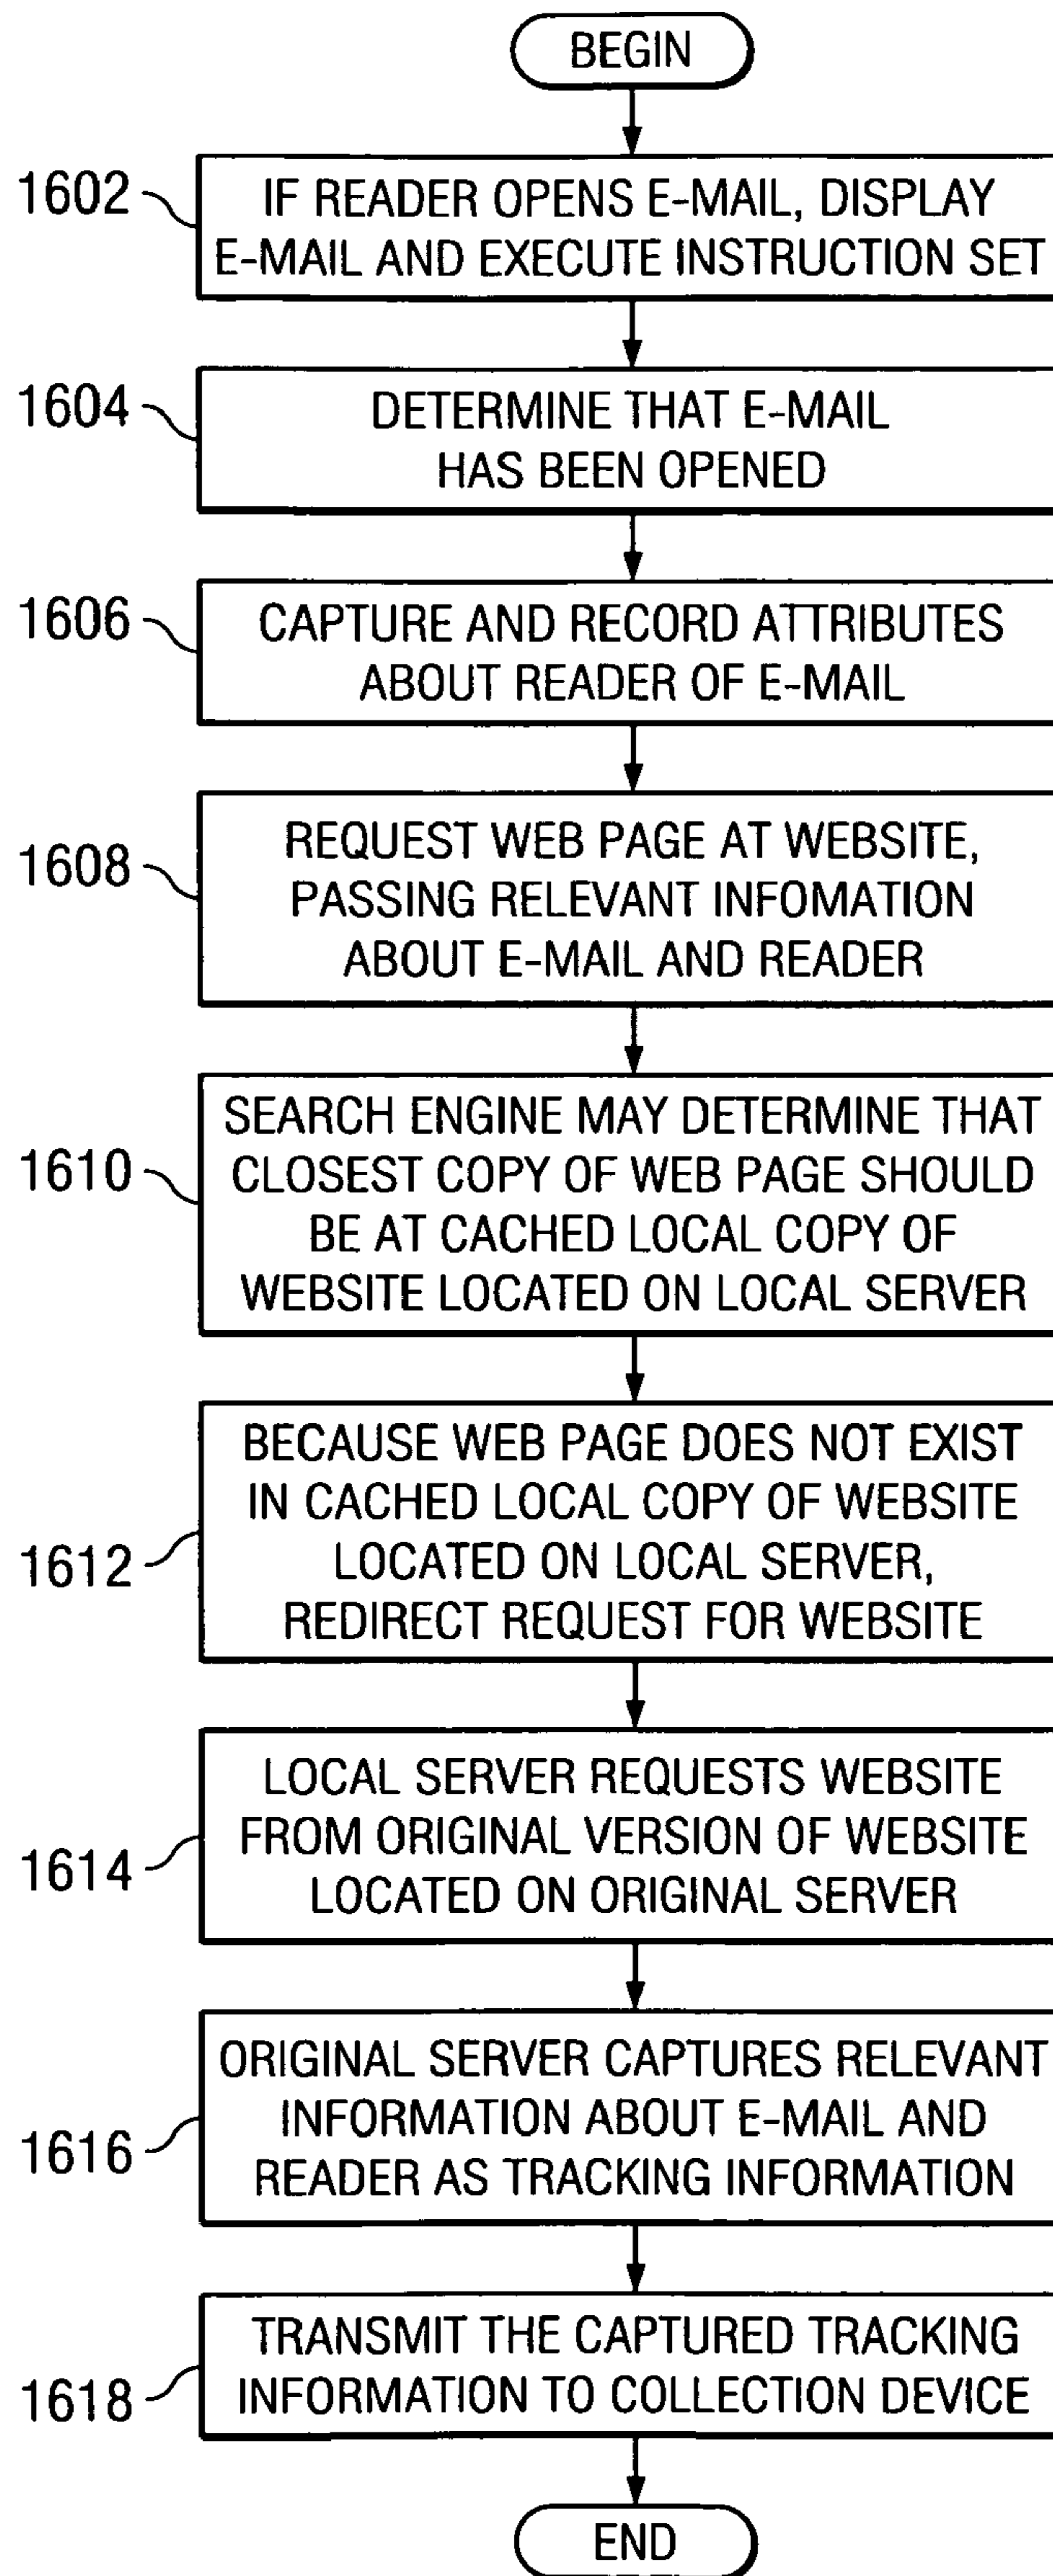 BEGIN
1602
IF READER OPENS E-MAIL, DISPLAY
E-MAIL AND EXECUTE INSTRUCTION SET
1604
DETERMINE THAT E-MAIL
HAS BEEN OPENED
1606
CAPTURE AND RECORD ATTRIBUTES
ABOUT READER OF E-MAIL
1608
REQUEST WEB PAGE AT WEBSITE,
PASSING RELEVANT INFOMATION
ABOUT E-MAIL AND READER
1610
SEARCH ENGINE MAY DETERMINE THAT
CLOSEST COPY OF WEB PAGE SHOULD
BE AT CACHED LOCAL COPY OF
WEBSITE LOCATED ON LOCAL SERVER
1612
BECAUSE WEB PAGE DOES NOT EXIST
IN CACHED LOCAL COPY OF WEBSITE
LOCATED ON LOCAL SERVER,
REDIRECT REQUEST FOR WEBSITE
1614
LOCAL SERVER REQUESTS WEBSITE
FROM ORIGINAL VERSION OF WEBSITE
LOCATED ON ORIGINAL SERVER
1616
ORIGINAL SERVER CAPTURES RELEVANT
INFORMATION ABOUT E-MAIL AND
READER AS TRACKING INFORMATION
1618
TRANSMIT THE CAPTURED TRACKING
INFORMATION TO COLLECTION DEVICE
END